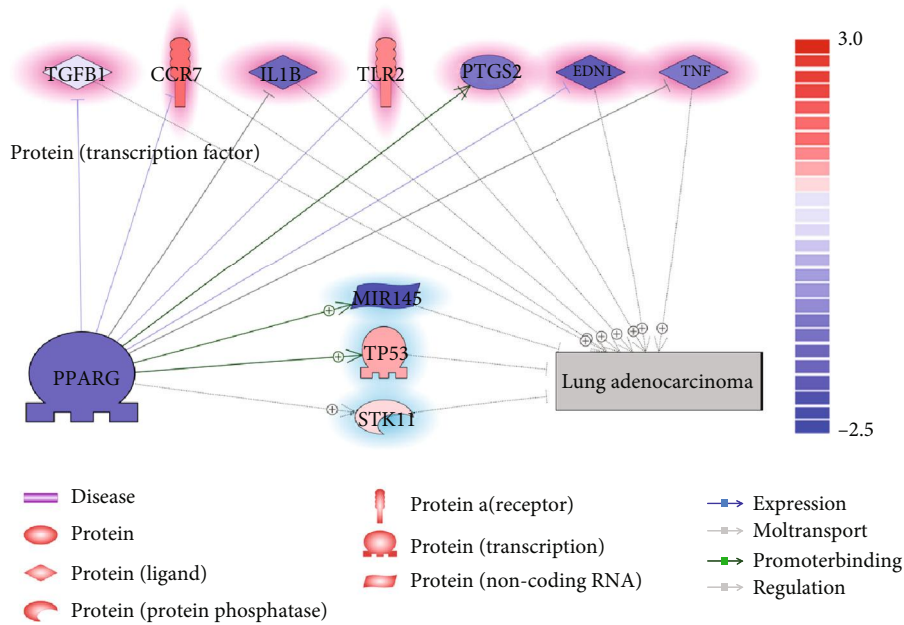 3.0
TGFB1 CCR7 IL1B TLR2 PTGS2 EDN1 TNF
Protein (transcription factor)
MIR145
TP53
PPARG
Lung adenocarcinoma
STK11
–2.5
Disease
Protein
Protein (ligand)
Protein (protein phosphatase)
Protein a(receptor)
Protein (transcription)
Protein (non-coding RNA)
Expression
Moltransport
Promoterbinding
Regulation